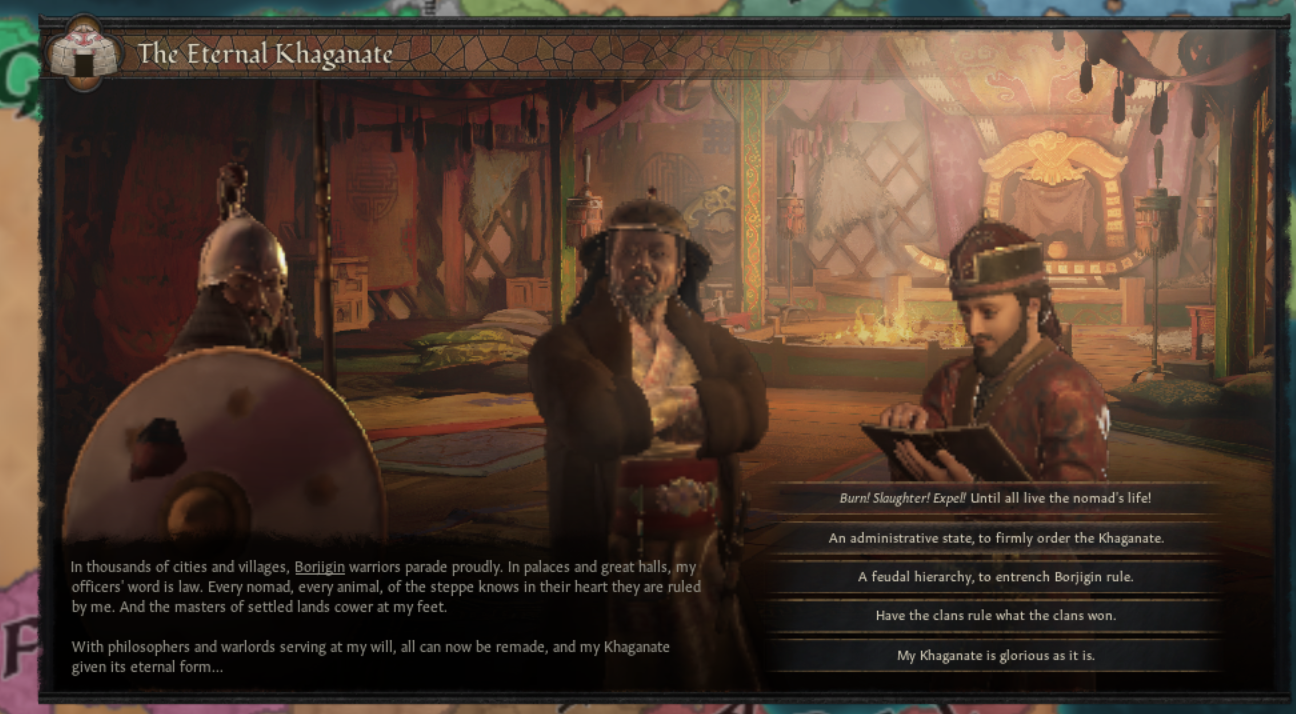 The Eternal Khaganate
In thousands of cities and villages, Borjigin warriors parade proudly. In palaces and great halls, my
officers' word is law. Every nomad, every animal, of the steppe knows in their heart they are ruled
by me. And the masters of settled lands cower at my feet.
With philosophers and warlords serving at my will, all can now be remade, and my Khaganate
given its eternal form...
Burn! Slaughter! Expel! Until all live the nomad's life!
An administrative state, to firmly order the Khaganate.
A feudal hierarchy, to entrench Borjigin rule.
Have the clans rule what the clans won.
My Khaganate is glorious as it is.